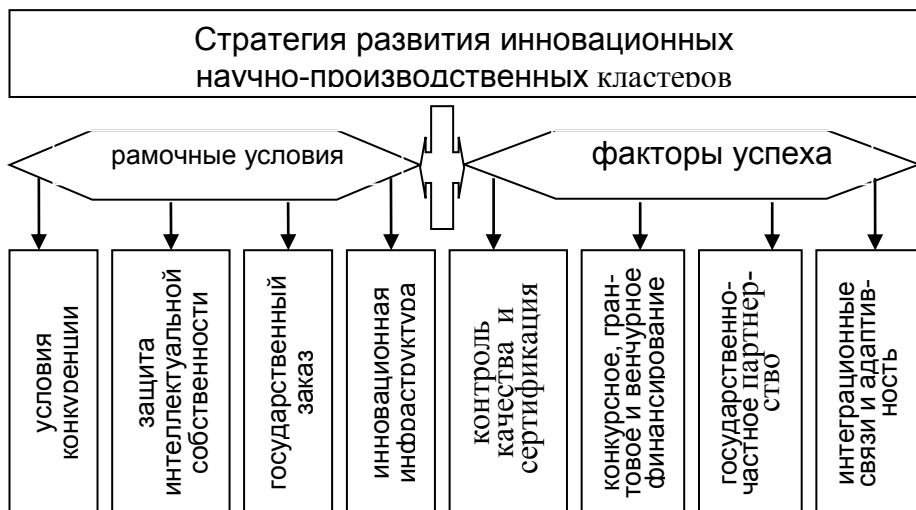 Стратегия развития инновационных
научно-производственных кластеров
рамочные условия
факторы успеха
условия
конкуренции
защита
интеллектуальной
собственности
государственный
заказ
инновационная
инфраструктура
контроль
качества и
сертификация
конкурсное, гран-
товое и венчурное
финансирование
государственно-
частное партнер-
ство
интеграционные
связи и адаптив-
ность